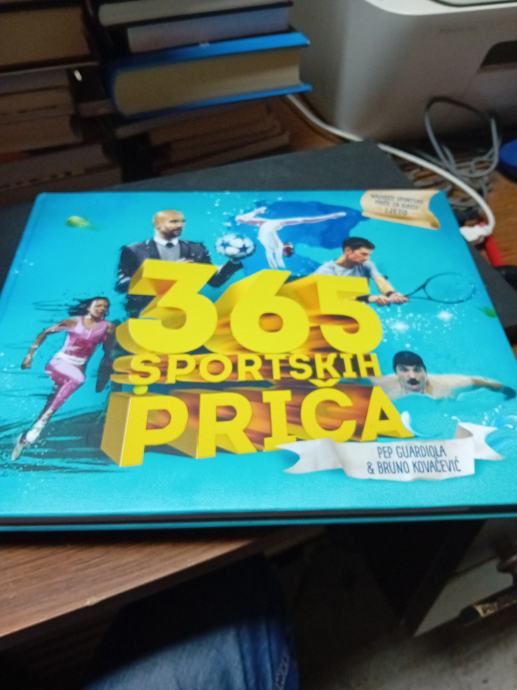 365
SPORTSKIH
PRIČA
PEP GUARDIOLA
& BRUNO KOVAČEVIĆ